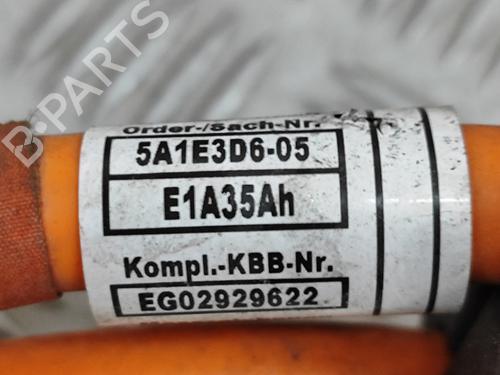 B-PARTS
Order-/Sach-Nr.
5A1E3D6-05
E1A35Ah
Kompl.-KBB-Nr.
EG02929622